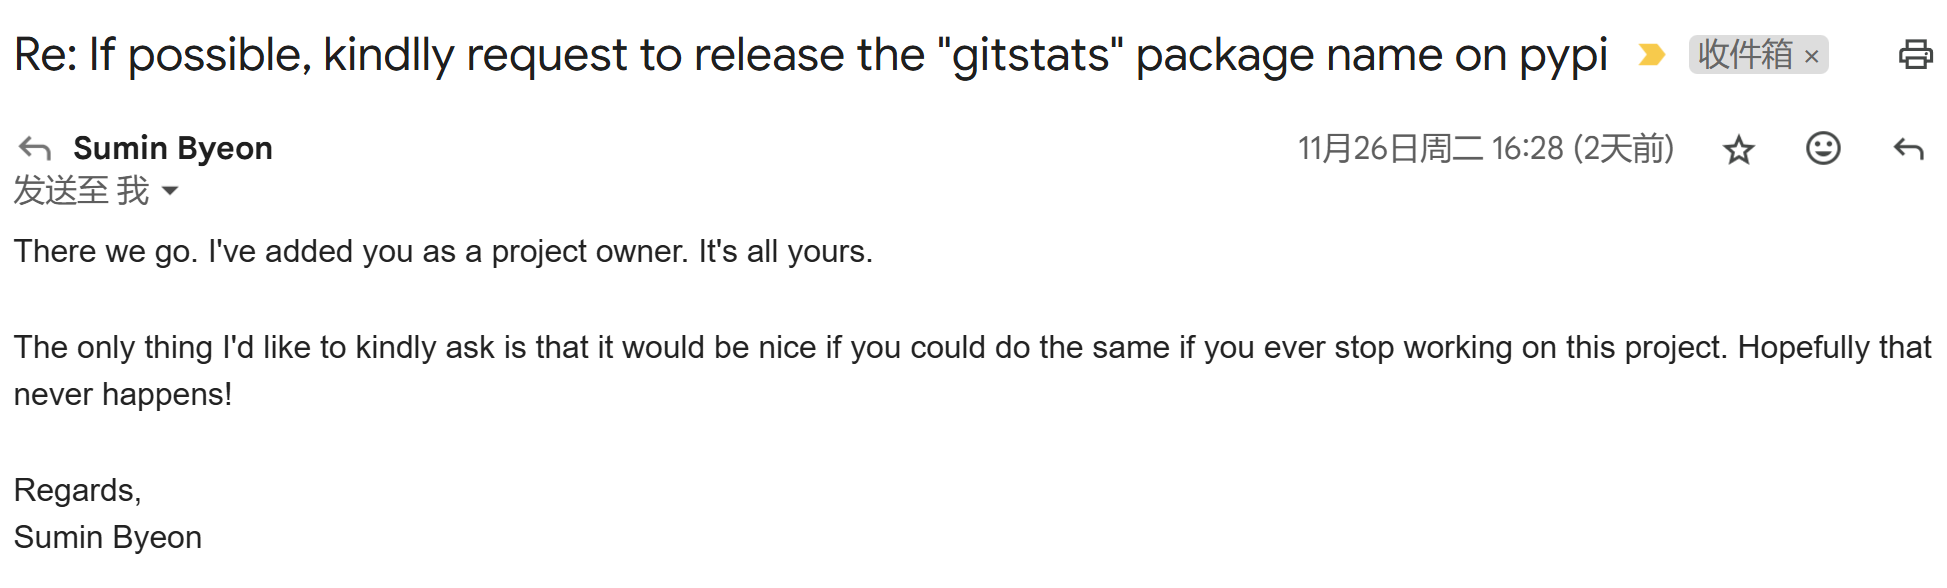 Re: If possible, kindlly request to release the "gitstats" package name on pypi 收件箱 ×
Sumin Byeon 11月26日周二 16:28 (2天前)
发送至 我
There we go. I've added you as a project owner. It's all yours.
The only thing I'd like to kindly ask is that it would be nice if you could do the same if you ever stop working on this project. Hopefully that
never happens!
Regards,
Sumin Byeon